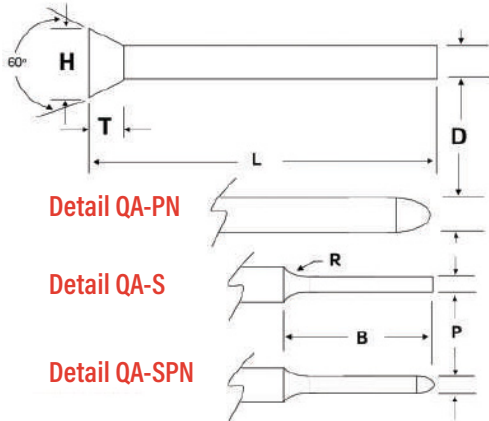 60°
H
T
L
D
Detail QA-PN
Detail QA-S
R
B
P
Detail QA-SPN